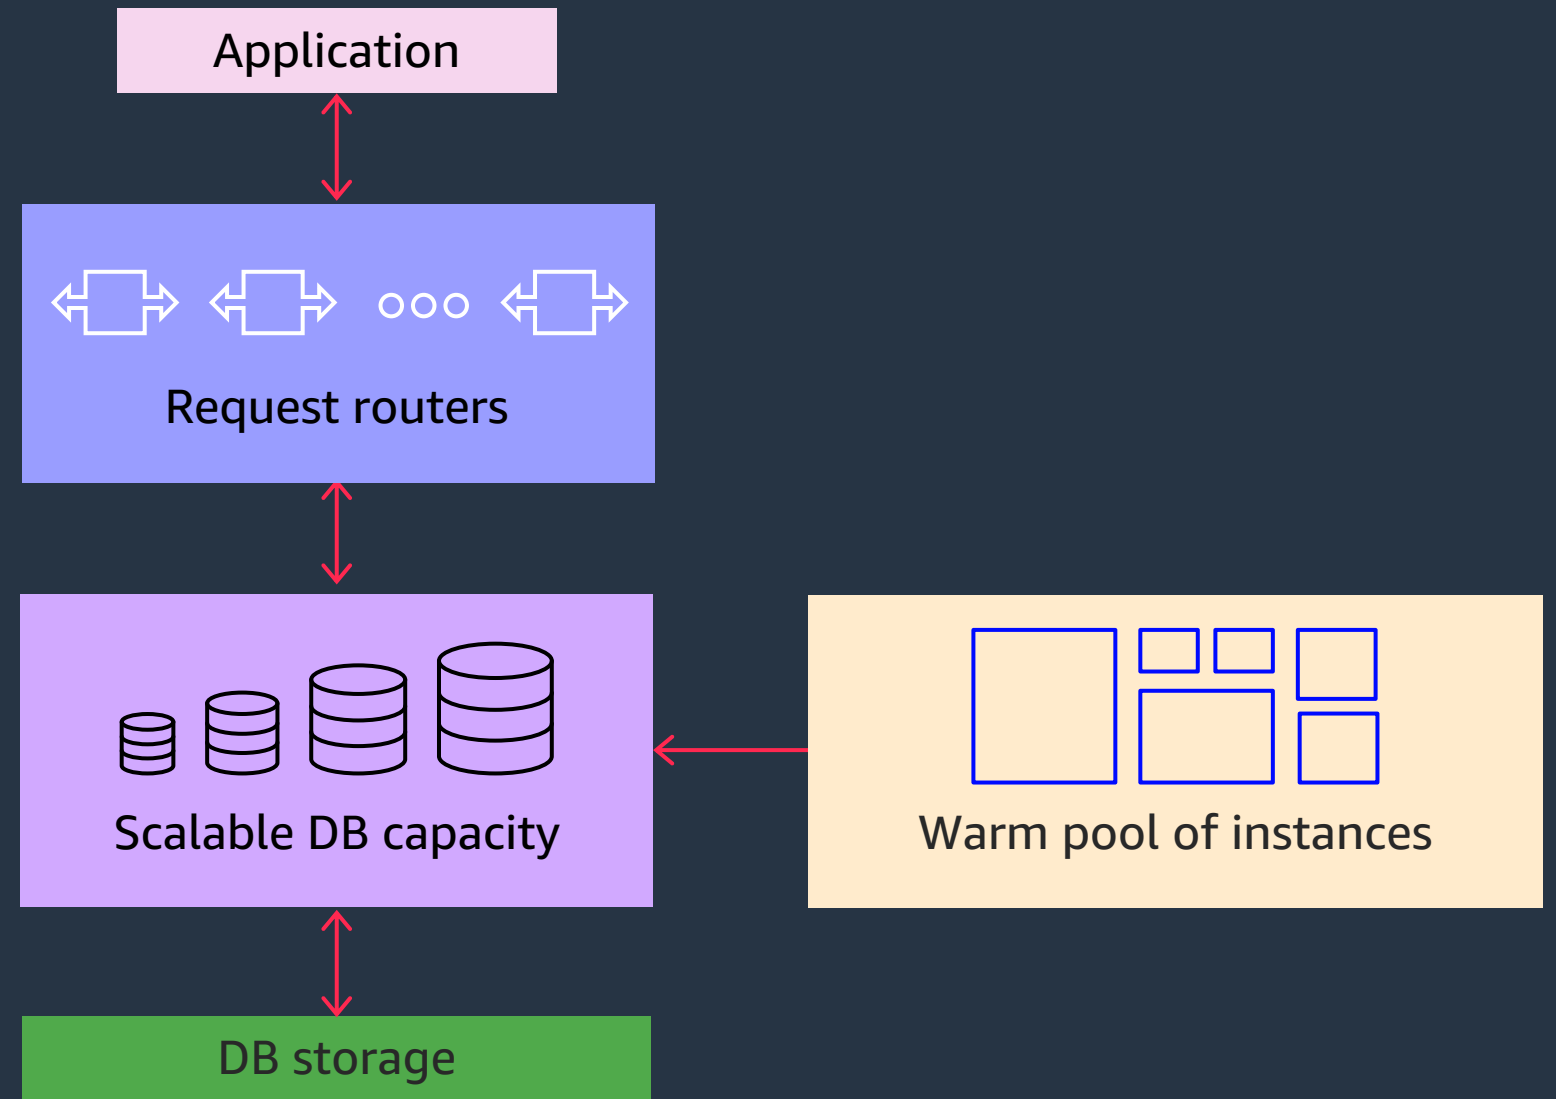 Application
Request routers
Scalable DB capacity
Warm pool of instances
DB storage